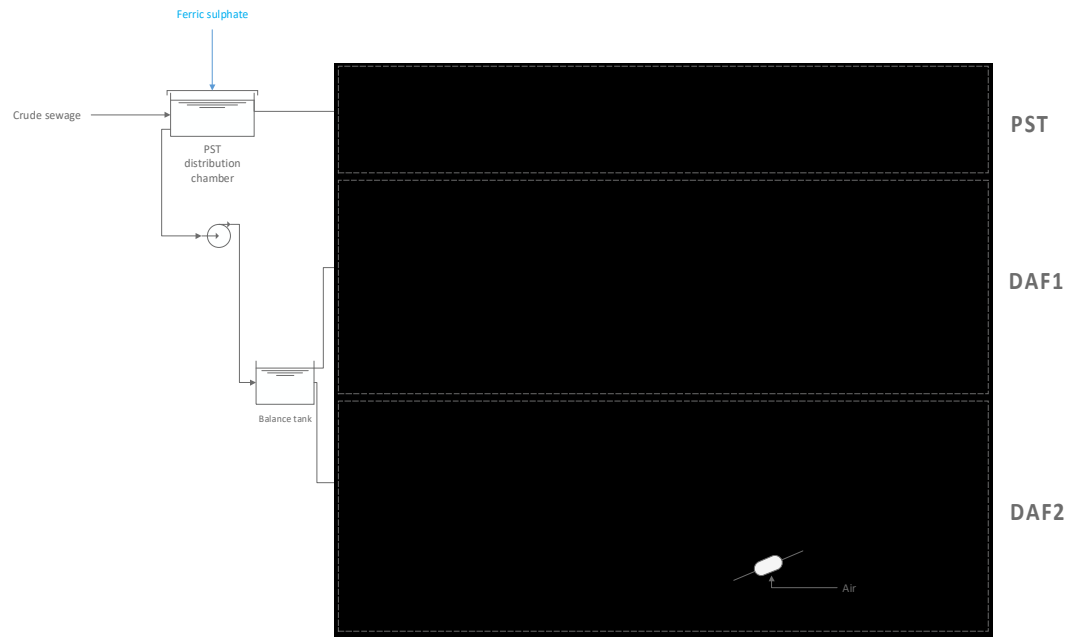 Ferric sulphate
Crude sewage
PST
distribution
chamber
PST
DAF1
Balance tank
DAF2
Air